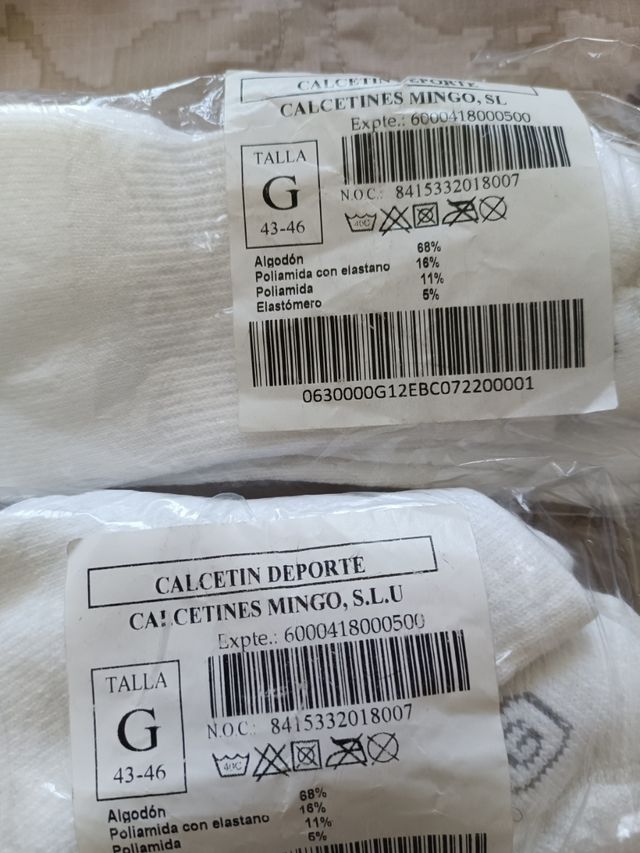 CALCETIN DEPORTE
CALCETINES MINGO, SL
Expte.: 6000418000500
TALLA
G
43-46
N.O.C.: 8415332018007
40C
Algodón 68%
Poliamida con elastano 16%
Poliamida 11%
Elastómero 5%
0630000G12EBC072200001
CALCETIN DEPORTE
CALCETINES MINGO, S.L.U
Expte.: 6000418000500
TALLA
G
43-46
N.O.C.: 8415332018007
40C
Algodón 68%
Poliamida con elastano 16%
Poliamida 11%
5%